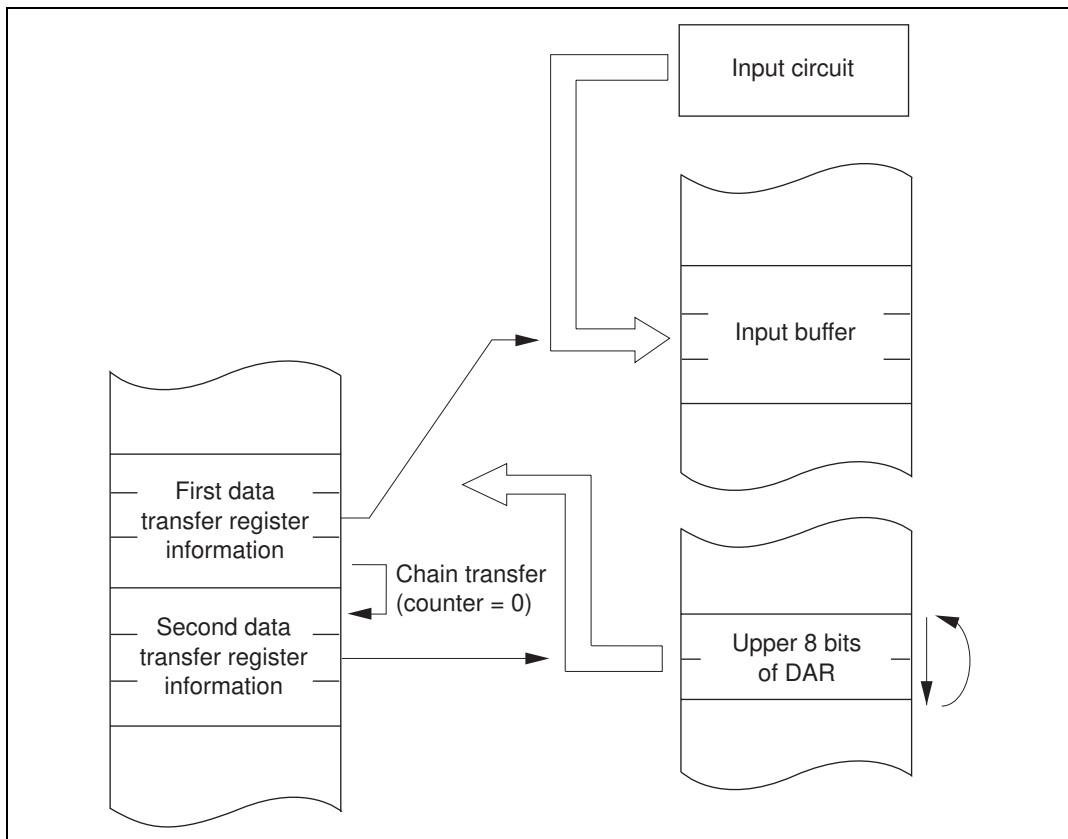 Input circuit
Input buffer
First data
transfer register
information
Chain transfer
(counter = 0)
Second data
transfer register
information
Upper 8 bits
of DAR